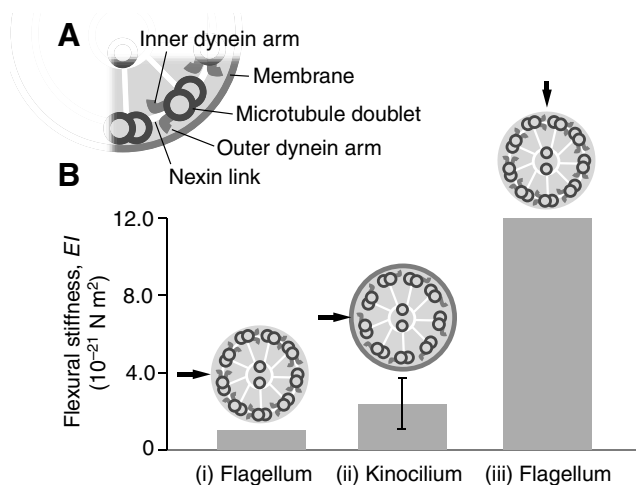 A
Inner dynein arm
Membrane
Microtubule doublet
Outer dynein arm
Nexin link
B
Flexural stiffness, EI
(10⁻²¹ N m²)
12.0
8.0
4.0
0
(i) Flagellum
(ii) Kinocilium
(iii) Flagellum